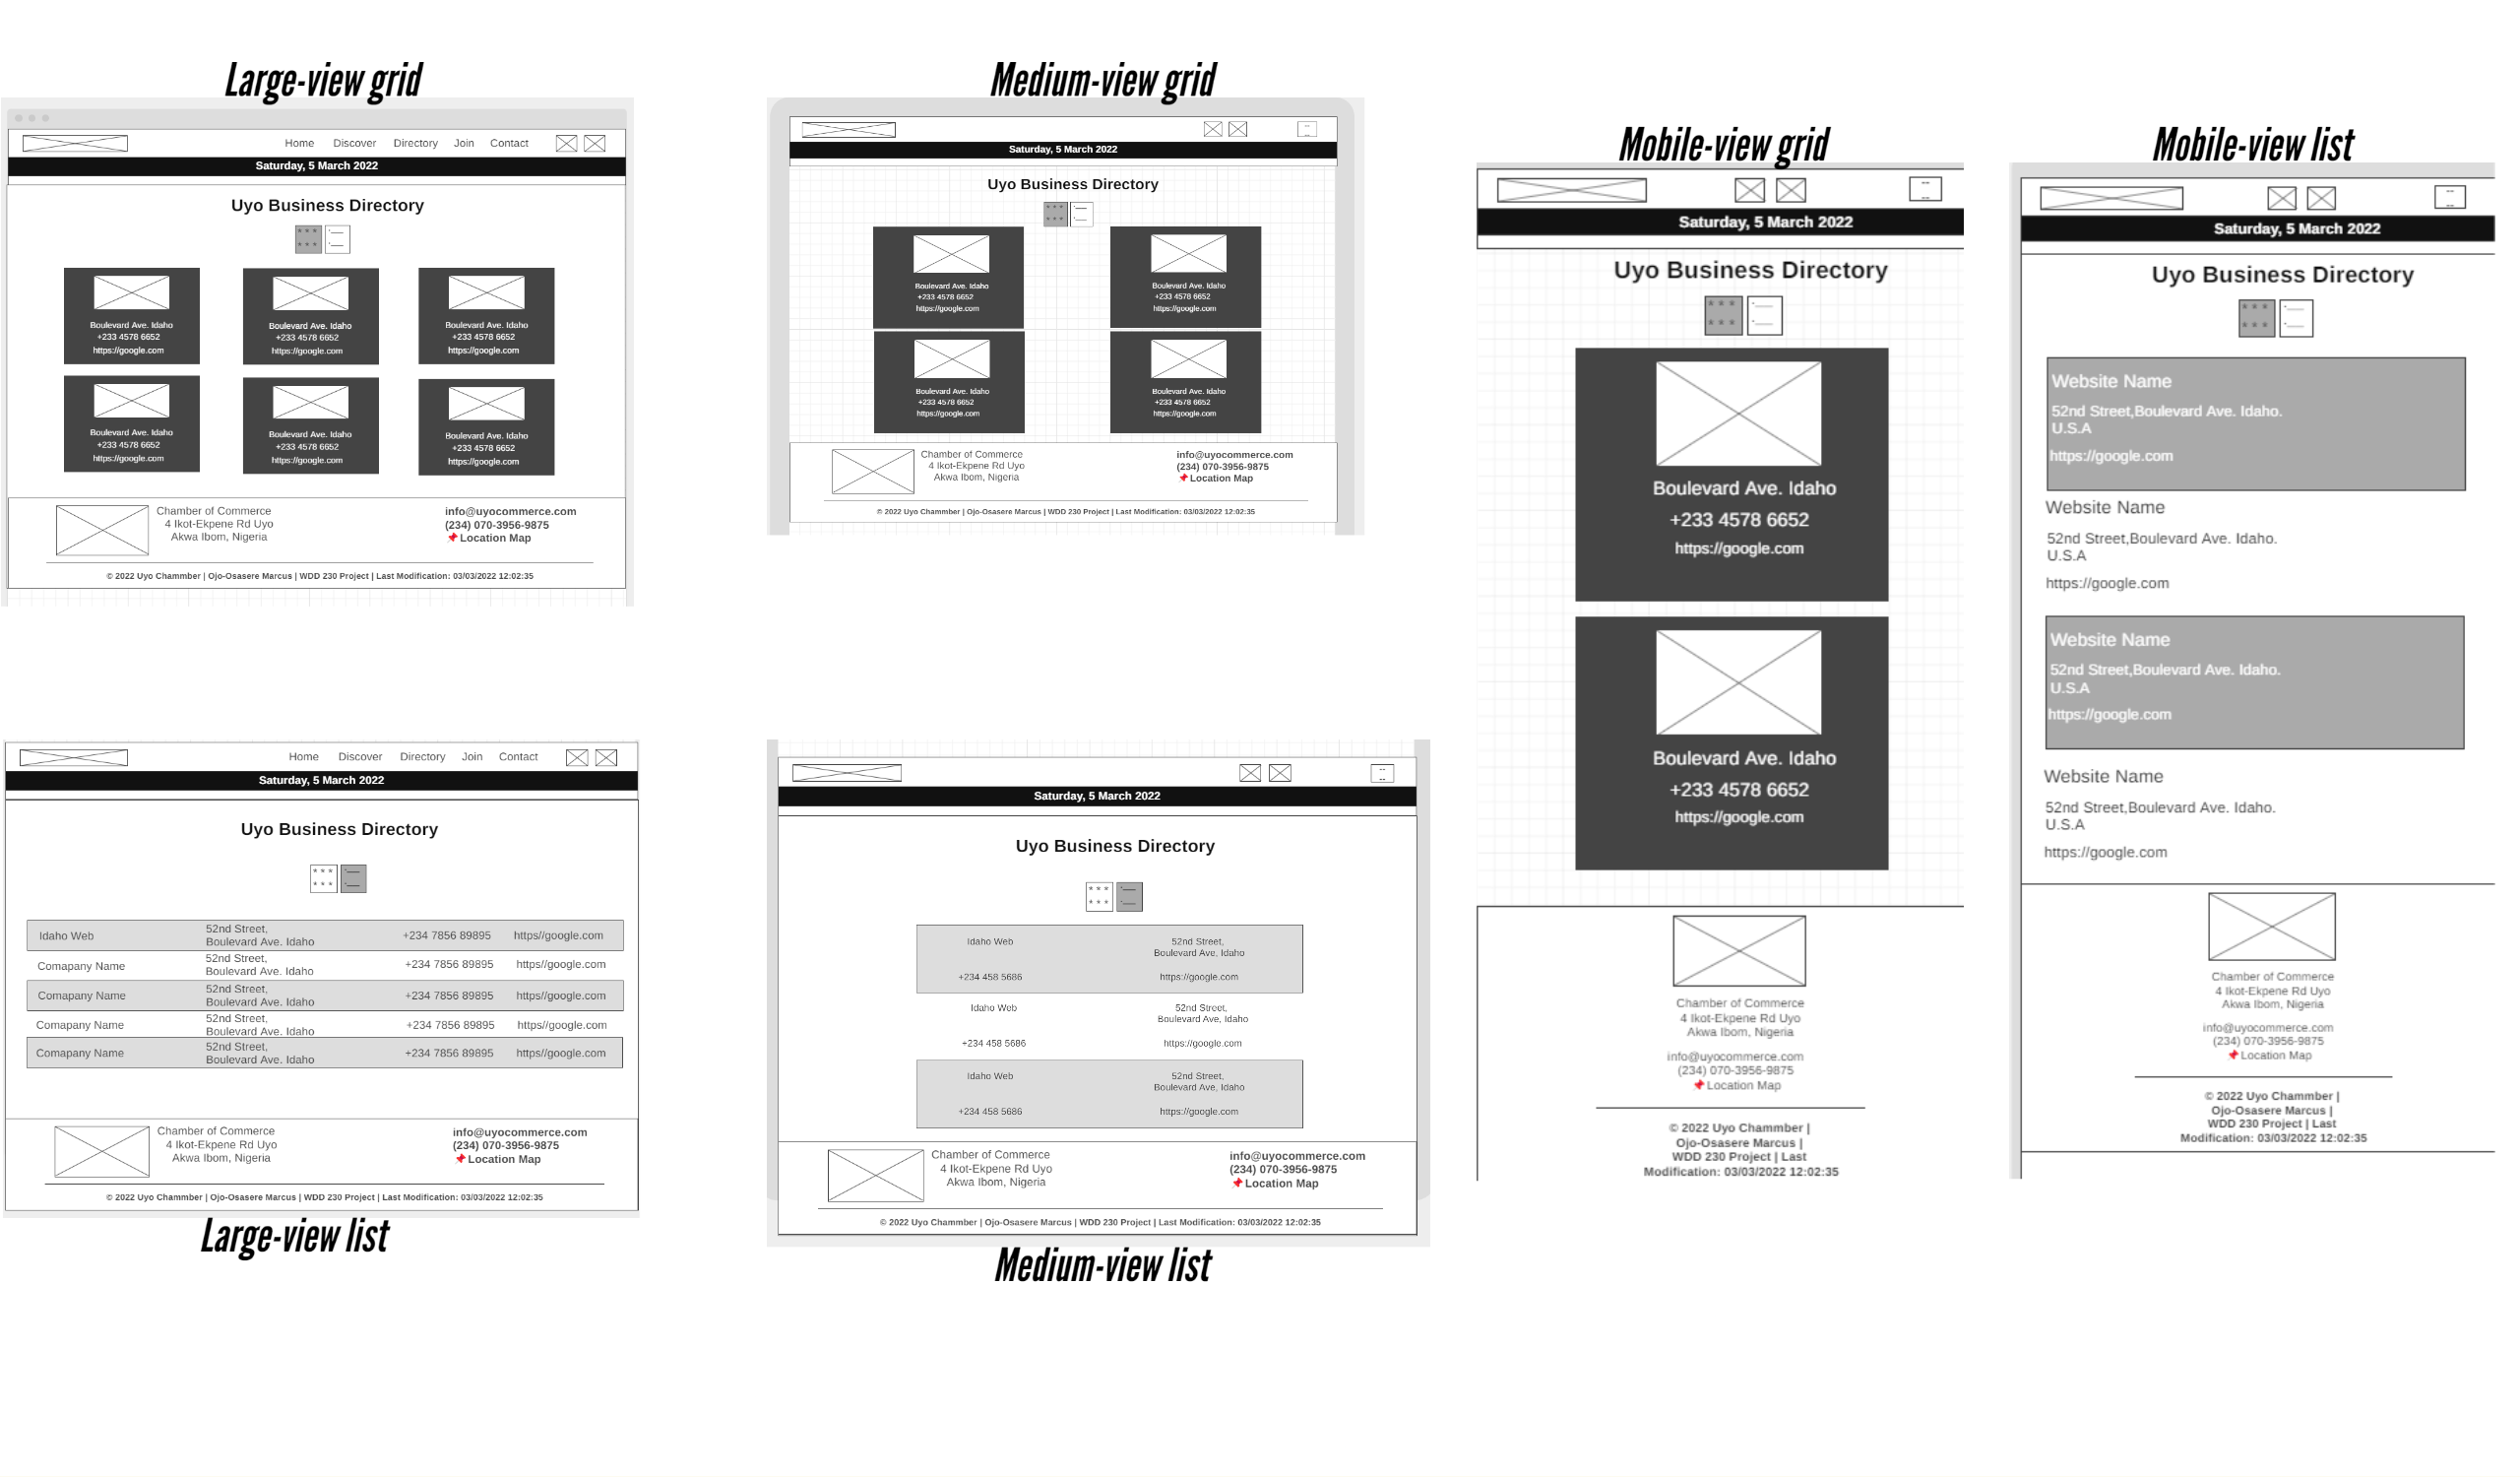 Large-view grid
Home Discover Directory Join Contact
Saturday, 5 March 2022
Uyo Business Directory
Boulevard Ave. Idaho
+233 4578 6652
https://google.com
Boulevard Ave. Idaho
+233 4578 6652
https://google.com
Boulevard Ave. Idaho
+233 4578 6652
https://google.com
Boulevard Ave. Idaho
+233 4578 6652
https://google.com
Boulevard Ave. Idaho
+233 4578 6652
https://google.com
Boulevard Ave. Idaho
+233 4578 6652
https://google.com
Chamber of Commerce
4 Ikot-Ekpene Rd Uyo
Akwa Ibom, Nigeria
info@uyocommerce.com
(234) 070-3956-9875
Location Map
© 2022 Uyo Chammber | Ojo-Osasere Marcus | WDD 230 Project | Last Modification: 03/03/2022 12:02:35
Medium-view grid
Saturday, 5 March 2022
Uyo Business Directory
Boulevard Ave. Idaho
+233 4578 6652
https://google.com
Boulevard Ave. Idaho
+233 4578 6652
https://google.com
Boulevard Ave. Idaho
+233 4578 6652
https://google.com
Boulevard Ave. Idaho
+233 4578 6652
https://google.com
Chamber of Commerce
4 Ikot-Ekpene Rd Uyo
Akwa Ibom, Nigeria
info@uyocommerce.com
(234) 070-3956-9875
Location Map
© 2022 Uyo Chammber | Ojo-Osasere Marcus | WDD 230 Project | Last Modification: 03/03/2022 12:02:35
Mobile-view grid
Saturday, 5 March 2022
Uyo Business Directory
Boulevard Ave. Idaho
+233 4578 6652
https://google.com
Boulevard Ave. Idaho
+233 4578 6652
https://google.com
Chamber of Commerce
4 Ikot-Ekpene Rd Uyo
Akwa Ibom, Nigeria
info@uyocommerce.com
(234) 070-3956-9875
Location Map
© 2022 Uyo Chammber |
Ojo-Osasere Marcus |
WDD 230 Project | Last
Modification: 03/03/2022 12:02:35
Mobile-view list
Saturday, 5 March 2022
Uyo Business Directory
Website Name
52nd Street,Boulevard Ave. Idaho.
U.S.A
https://google.com
Website Name
52nd Street,Boulevard Ave. Idaho.
U.S.A
https://google.com
Website Name
52nd Street,Boulevard Ave. Idaho.
U.S.A
https://google.com
Website Name
52nd Street,Boulevard Ave. Idaho.
U.S.A
https://google.com
Chamber of Commerce
4 Ikot-Ekpene Rd Uyo
Akwa Ibom, Nigeria
info@uyocommerce.com
(234) 070-3956-9875
Location Map
© 2022 Uyo Chammber |
Ojo-Osasere Marcus |
WDD 230 Project | Last
Modification: 03/03/2022 12:02:35
Home Discover Directory Join Contact
Saturday, 5 March 2022
Uyo Business Directory
Idaho Web 52nd Street, +234 7856 89895 https//google.com
Boulevard Ave. Idaho
Comapany Name 52nd Street, +234 7856 89895 https//google.com
Boulevard Ave. Idaho
Comapany Name 52nd Street, +234 7856 89895 https//google.com
Boulevard Ave. Idaho
Comapany Name 52nd Street, +234 7856 89895 https//google.com
Boulevard Ave. Idaho
Comapany Name 52nd Street, +234 7856 89895 https//google.com
Boulevard Ave. Idaho
Chamber of Commerce
4 Ikot-Ekpene Rd Uyo
Akwa Ibom, Nigeria
info@uyocommerce.com
(234) 070-3956-9875
Location Map
© 2022 Uyo Chammber | Ojo-Osasere Marcus | WDD 230 Project | Last Modification: 03/03/2022 12:02:35
Large-view list
Saturday, 5 March 2022
Uyo Business Directory
Idaho Web 52nd Street,
Boulevard Ave, Idaho
+234 458 5686 https://google.com
Idaho Web 52nd Street,
Boulevard Ave, Idaho
+234 458 5686 https://google.com
Idaho Web 52nd Street,
Boulevard Ave, Idaho
+234 458 5686 https://google.com
Chamber of Commerce
4 Ikot-Ekpene Rd Uyo
Akwa Ibom, Nigeria
info@uyocommerce.com
(234) 070-3956-9875
Location Map
© 2022 Uyo Chammber | Ojo-Osasere Marcus | WDD 230 Project | Last Modification: 03/03/2022 12:02:35
Medium-view list